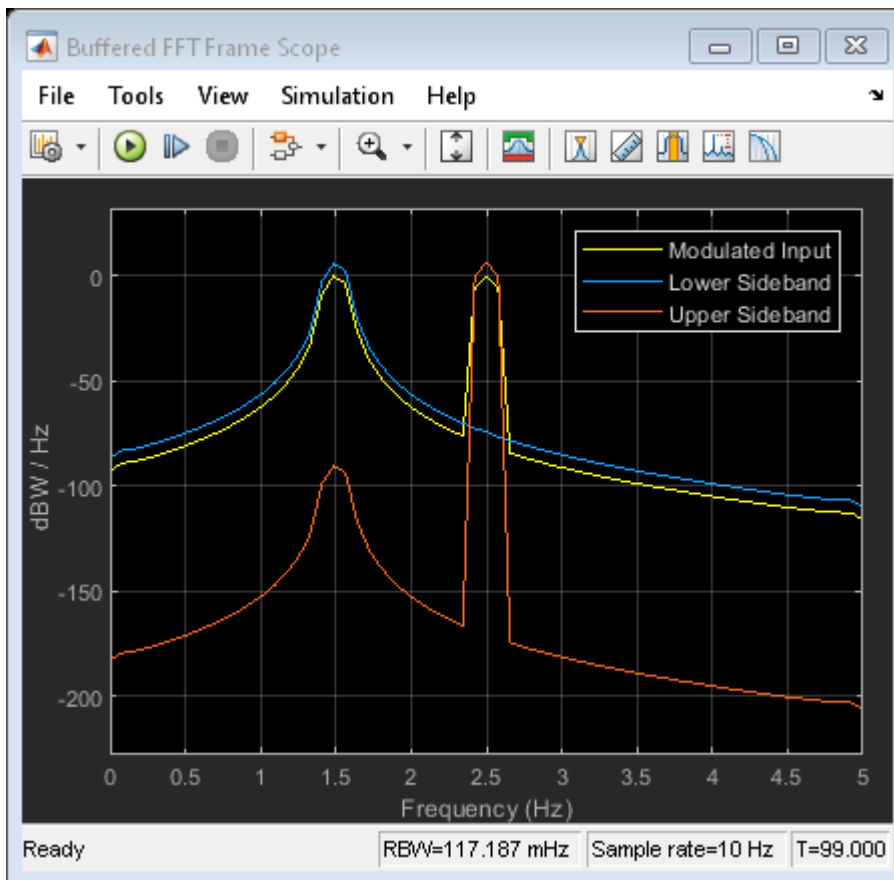 Buffered FFT Frame Scope
File Tools View Simulation Help
Modulated Input
Lower Sideband
Upper Sideband
dBW / Hz
0
-50
-100
-150
-200
0 0.5 1 1.5 2 2.5 3 3.5 4 4.5 5
Frequency (Hz)
Ready RBW=117.187 mHz Sample rate=10 Hz T=99.000